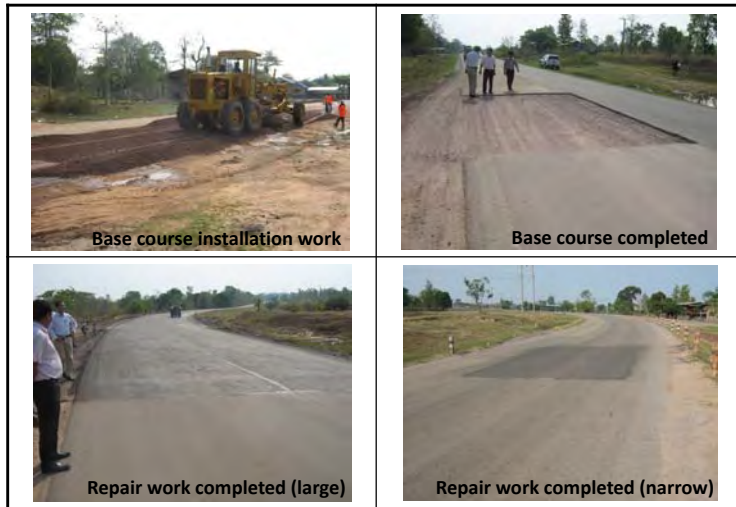 Base course installation work
Base course completed
Repair work completed (large)
Repair work completed (narrow)